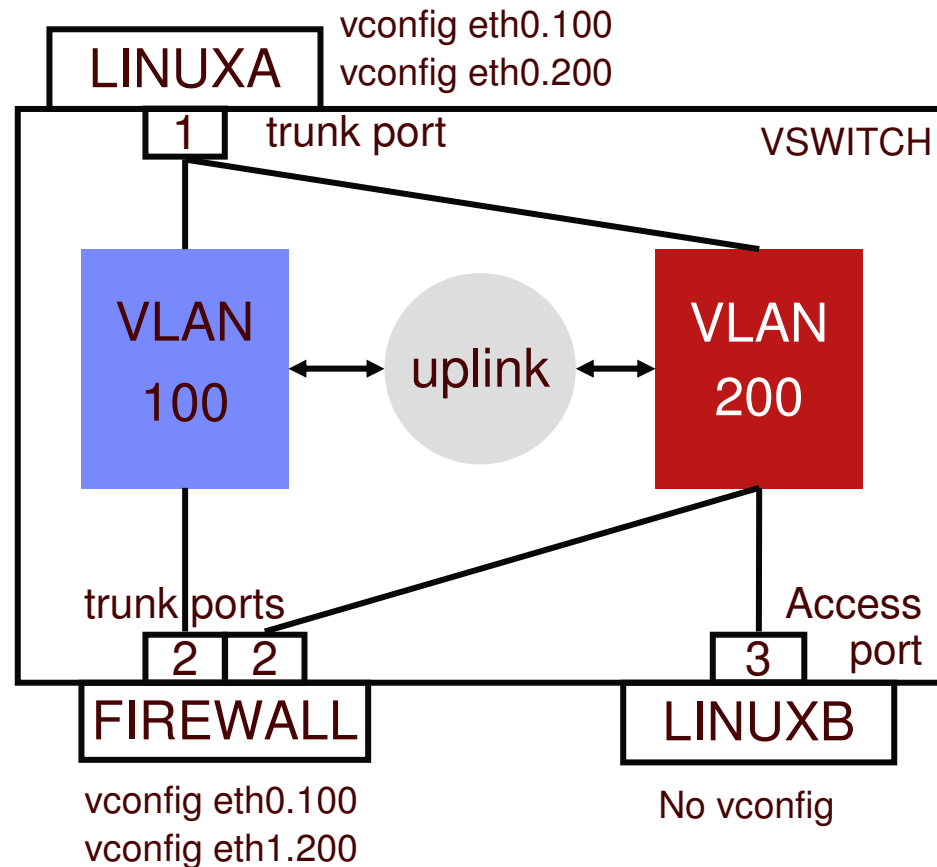 vconfig eth0.100
LINUXA
vconfig eth0.200
1
trunk port
VSWITCH
VLAN
100
uplink
VLAN
200
trunk ports
Access
port
2
2
3
FIREWALL
LINUXB
vconfig eth0.100
vconfig eth1.200
No vconfig